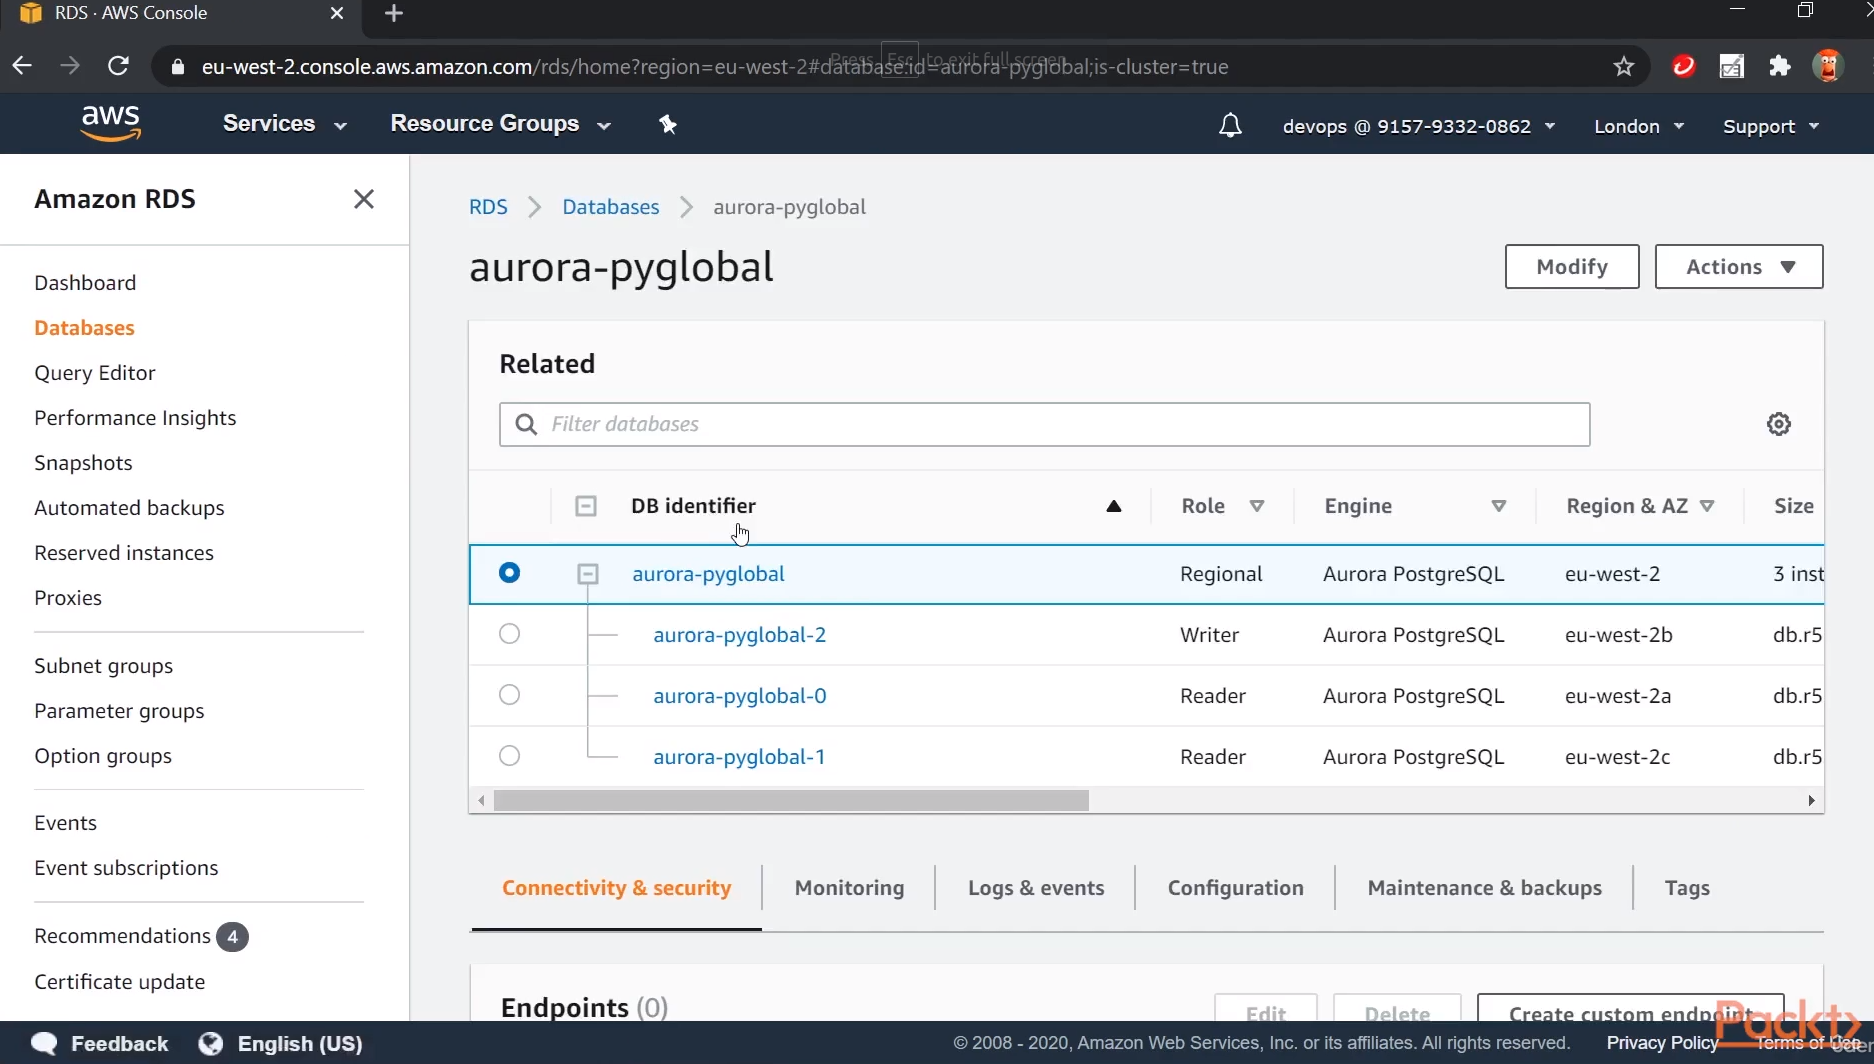 RDS · AWS Console
Press Esc to exit full screen
eu-west-2.console.aws.amazon.com/rds/home?region=eu-west-2#database:id=aurora-pyglobal;is-cluster=true
aws
Services
Resource Groups
devops @ 9157-9332-0862
London
Support
Amazon RDS
Dashboard
Databases
Query Editor
Performance Insights
Snapshots
Automated backups
Reserved instances
Proxies
Subnet groups
Parameter groups
Option groups
Events
Event subscriptions
Recommendations 4
Certificate update
RDS Databases aurora-pyglobal
aurora-pyglobal
Modify
Actions
Related
Filter databases
DB identifier Role Engine Region & AZ Size
aurora-pyglobal Regional Aurora PostgreSQL eu-west-2 3 inst
aurora-pyglobal-2 Writer Aurora PostgreSQL eu-west-2b db.r5
aurora-pyglobal-0 Reader Aurora PostgreSQL eu-west-2a db.r5
aurora-pyglobal-1 Reader Aurora PostgreSQL eu-west-2c db.r5
Connectivity & security Monitoring Logs & events Configuration Maintenance & backups Tags
Endpoints (0)
Edit
Delete
Create custom endpoint
Packt>
Feedback
English (US)
© 2008 - 2020, Amazon Web Services, Inc. or its affiliates. All rights reserved.
Privacy Policy
Terms of